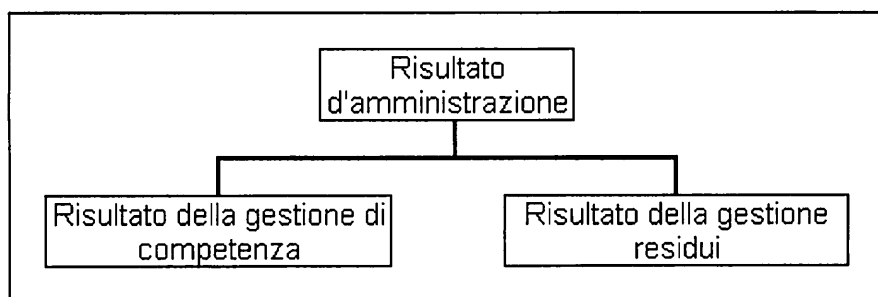 Risultato
d'amministrazione
Risultato della gestione di
competenza
Risultato della gestione
residui